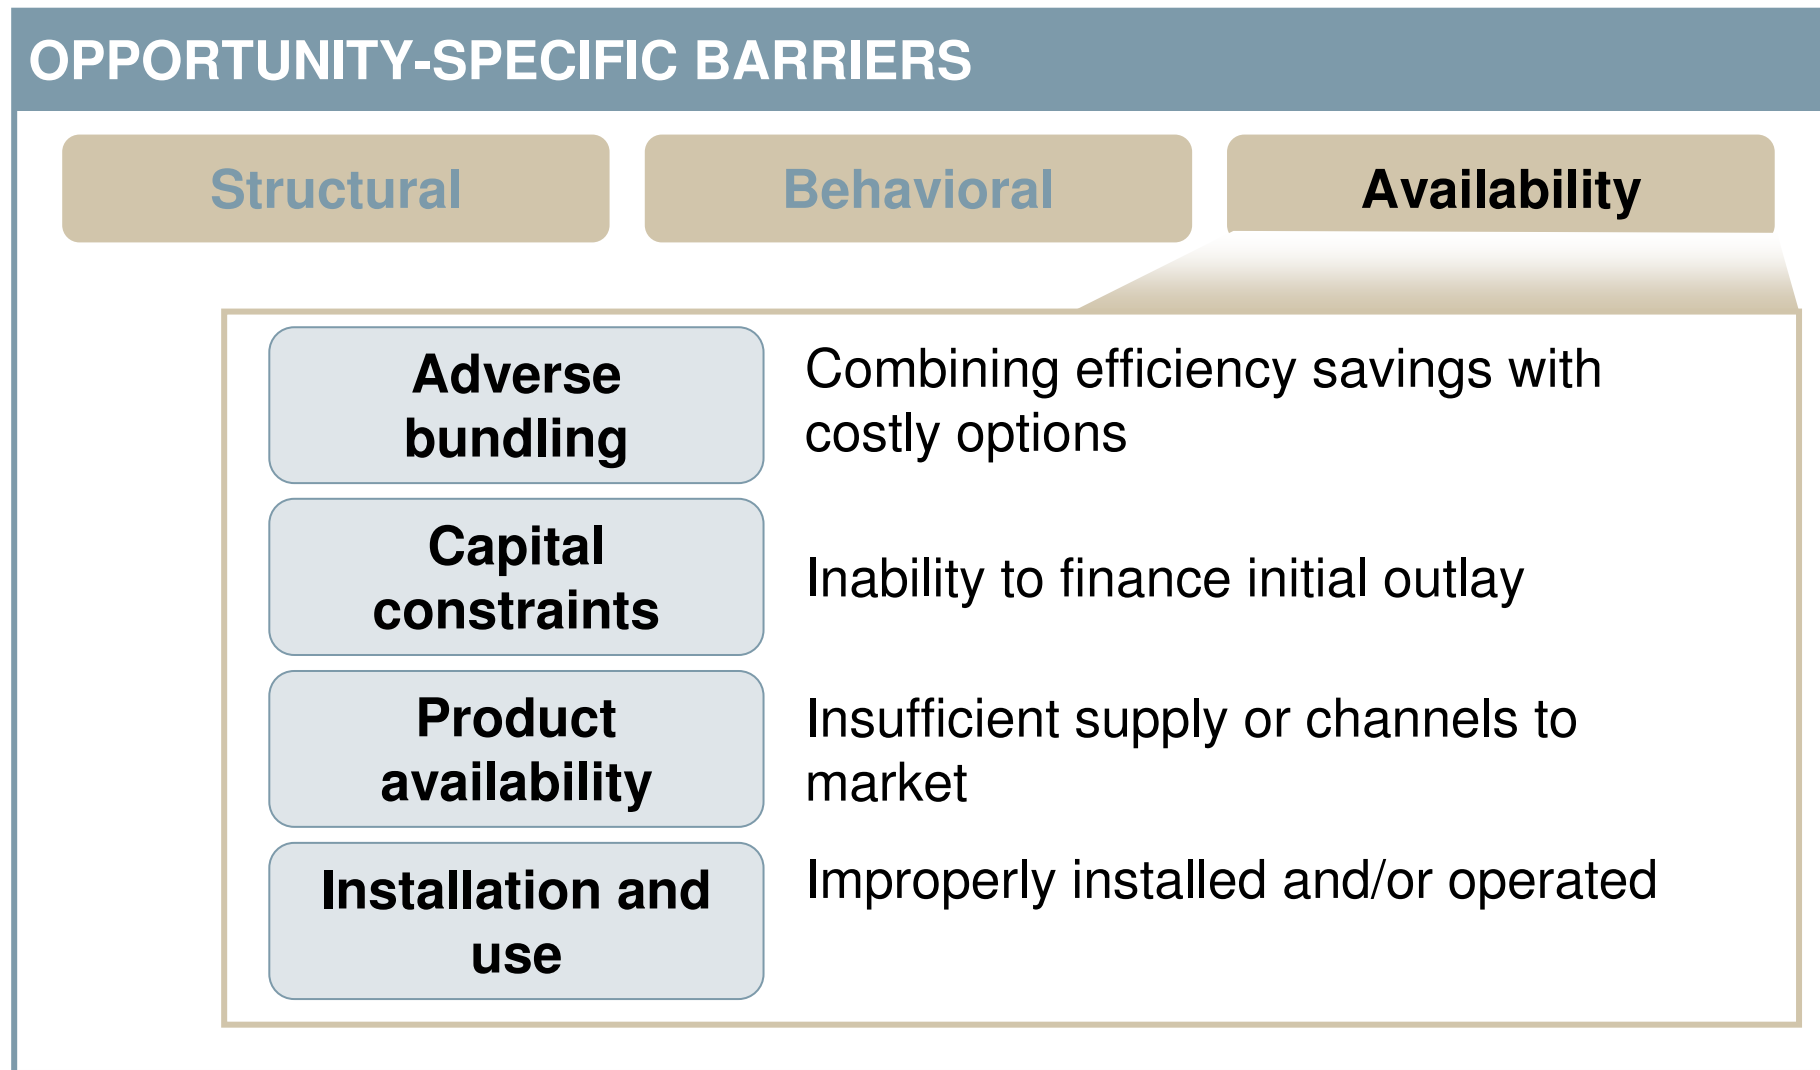 OPPORTUNITY-SPECIFIC BARRIERS
Structural
Behavioral
Availability
Adverse
bundling
Combining efficiency savings with
costly options
Capital
constraints
Inability to finance initial outlay
Product
availability
Insufficient supply or channels to
market
Installation and
use
Improperly installed and/or operated